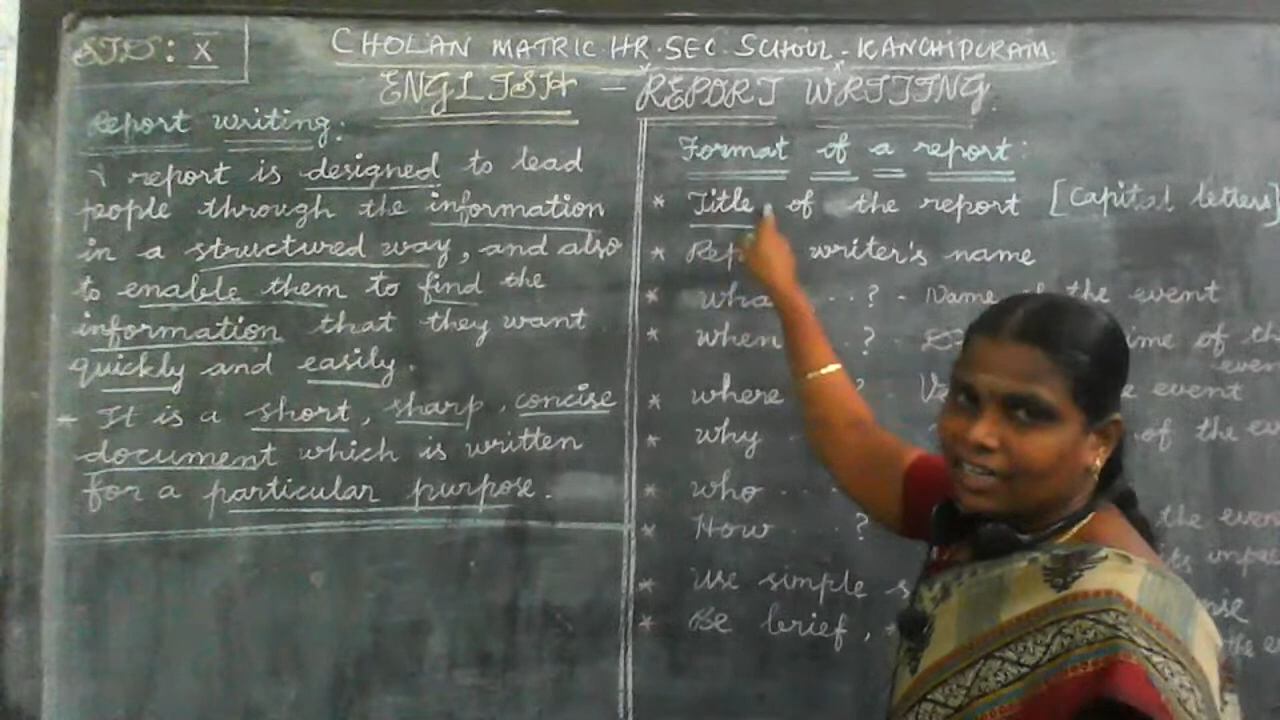 STD: X
CHOLAN MATRIC HR. SEC SCHOOL - KANCHIPURAM.
ENGLISH - REPORT WRITING.
Report writing:
A report is designed to lead
people through the information
in a structured way, and also
to enable them to find the
information that they want
quickly and easily.
- It is a short, sharp, concise
document which is written
for a particular purpose.
Format of a report:
* Title of the report [Capital letters]
* writer's name
* ..? - Name the event
* when ? - of
even
* where ? event
* why of the
* who ...
* How ...? the even
* Use simple
* Be brief, the